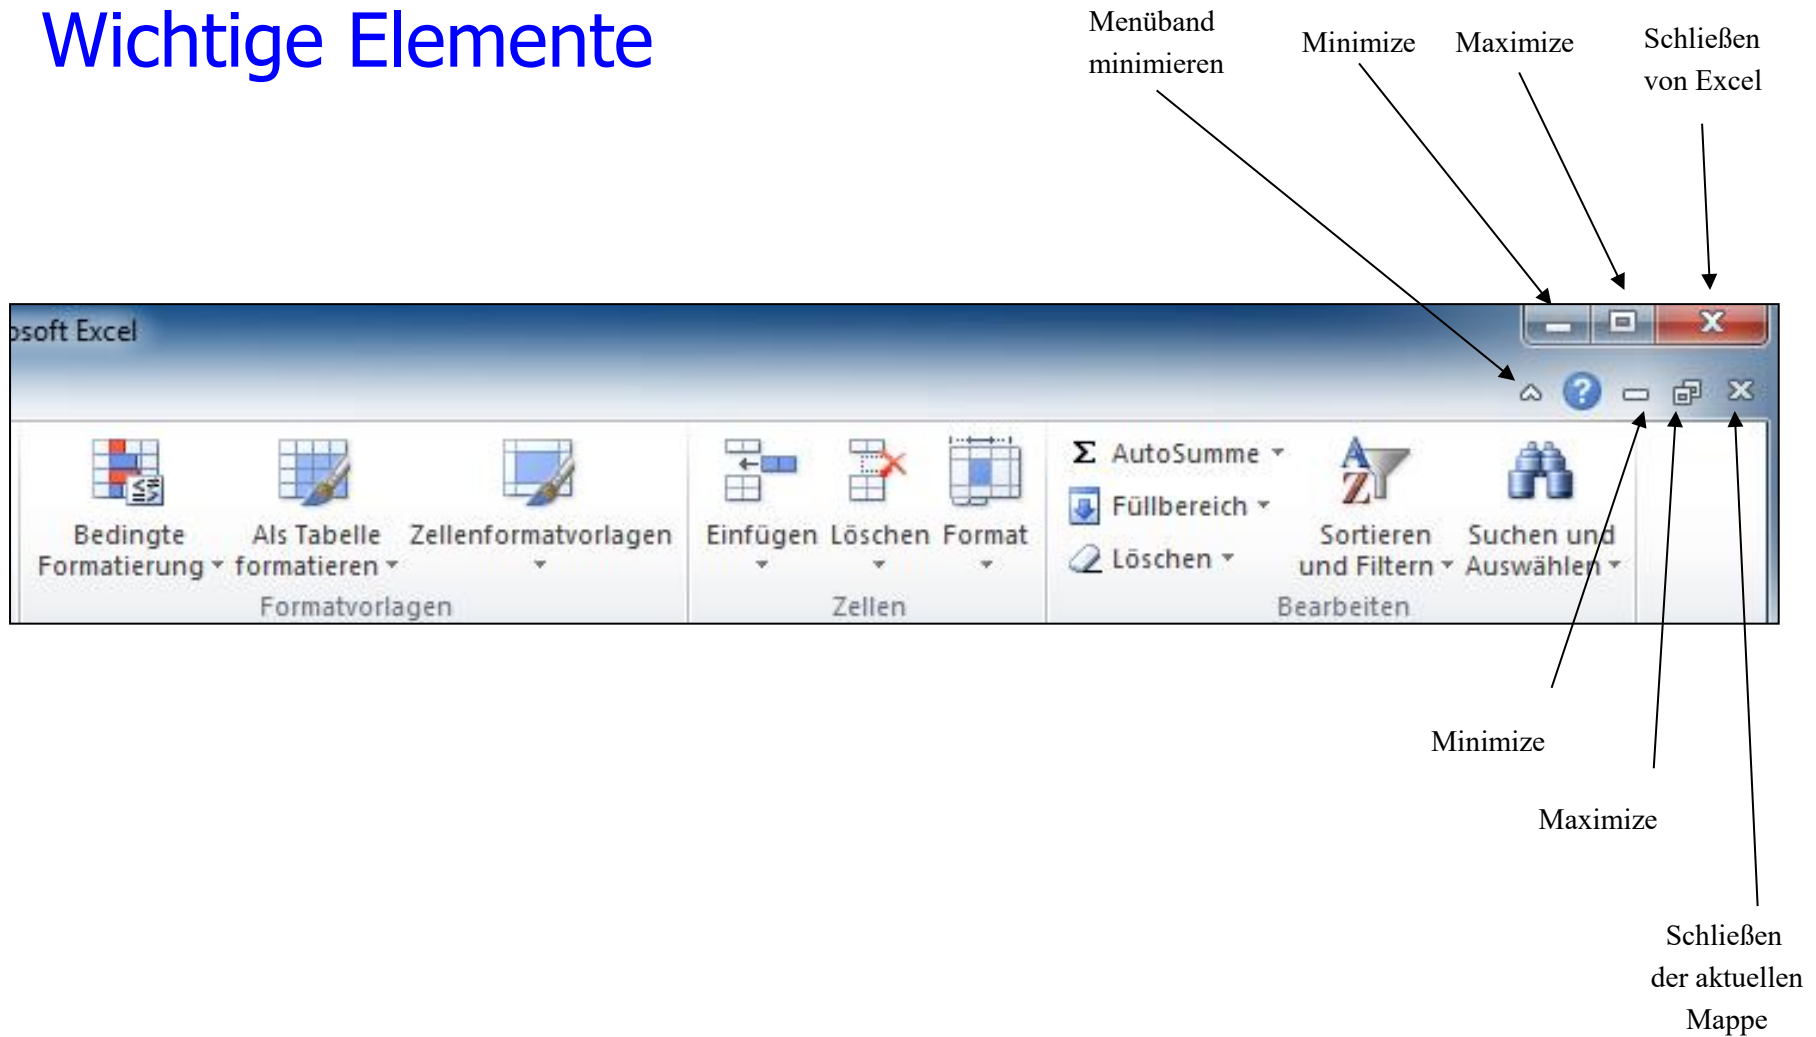 Wichtige Elemente
Menüband
minimieren
Minimize
Maximize
Schließen
von Excel
osoft Excel
Bedingte
Formatierung
Als Tabelle
formatieren
Zellenformatvorlagen
Formatvorlagen
Einfügen
Löschen
Format
Zellen
Σ AutoSumme
Füllbereich
Löschen
A
Z
Sortieren
und Filtern
Suchen und
Auswählen
Bearbeiten
Minimize
Maximize
Schließen
der aktuellen
Mappe